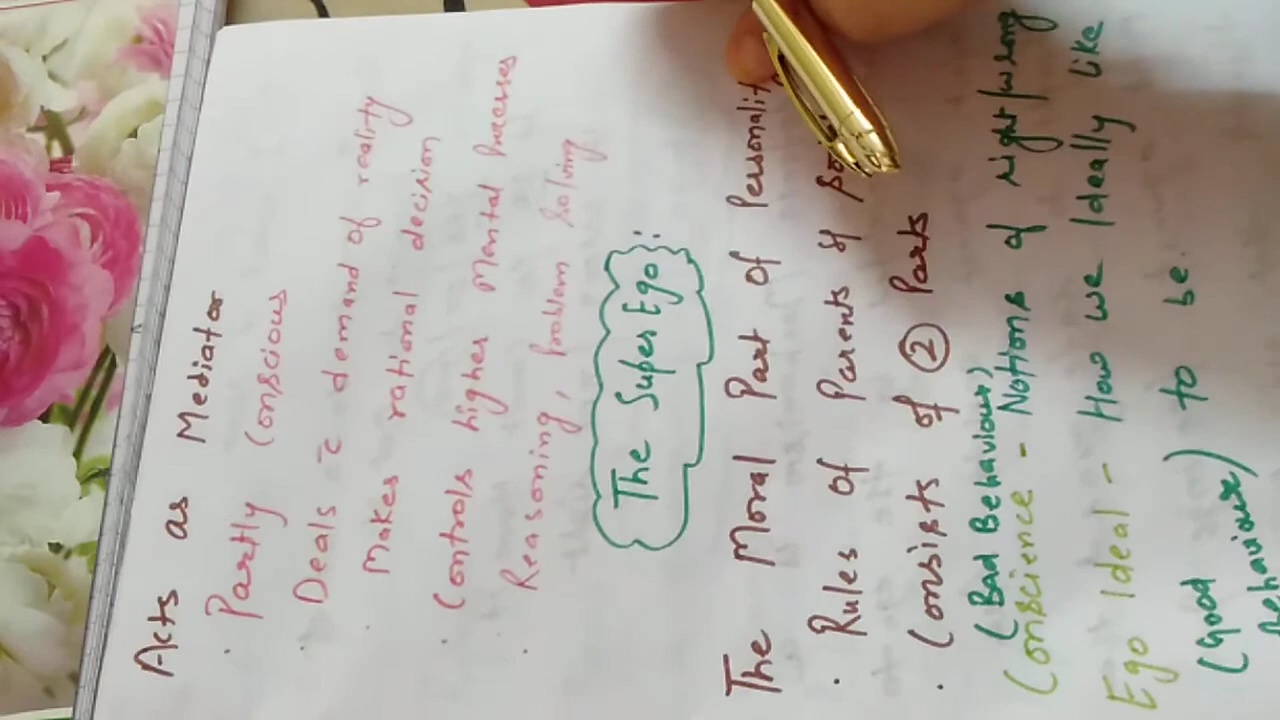 Acts as Mediator
· Partly Conscious
· Deals c̄ demand of reality
· Makes rational decision
· Controls higher Mental Processes
· Reasoning, Problem Solving
The Super Ego :
The Moral Part of Personality
· Rules of Parents &
· Consists of ② Parts
(Bad Behaviour)
Conscience - Notions of right/wrong
Ego Ideal - How we Ideally like
to be.
(Good
Behaviour)